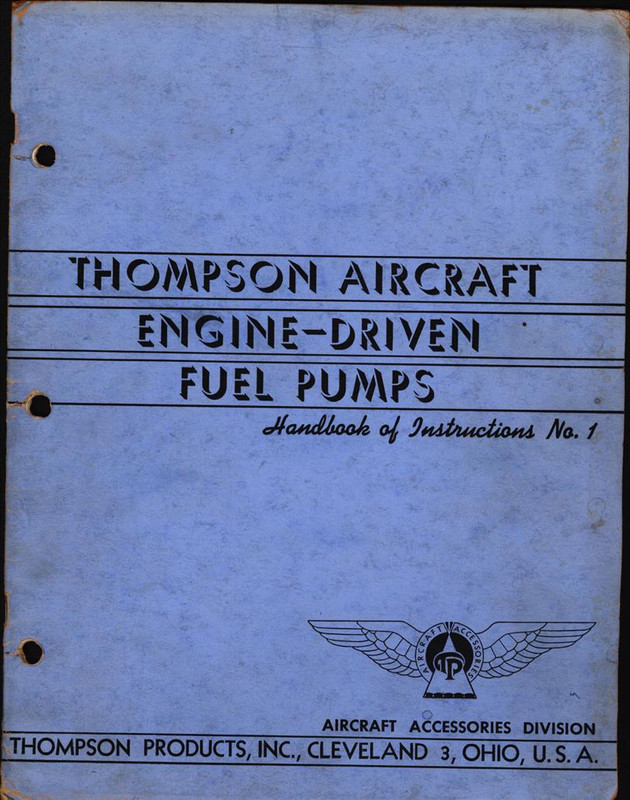 THOMPSON AIRCRAFT
ENGINE-DRIVEN
FUEL PUMPS
Handbook of Instructions No. 1
AIRCRAFT ACCESSORIES
TP
AIRCRAFT ACCESSORIES DIVISION
THOMPSON PRODUCTS, INC., CLEVELAND 3, OHIO, U.S.A.